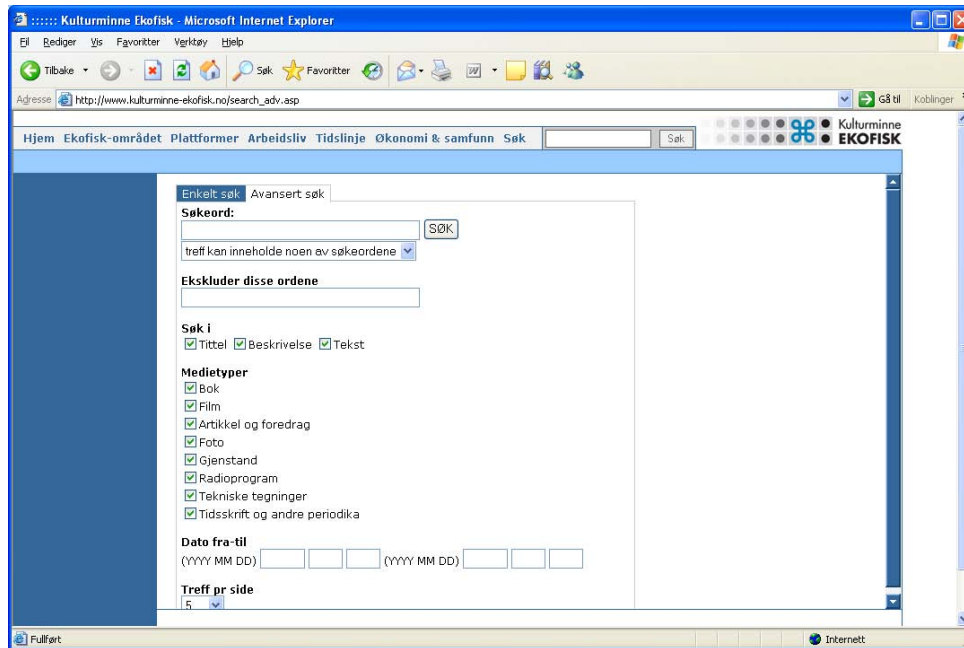 :::::: Kulturminne Ekofisk - Microsoft Internet Explorer
Fil Rediger Vis Favoritter Verktøy Hjelp
Tilbake Søk Favoritter
Adresse http://www.kulturminne-ekofisk.no/search_adv.asp Gå til Koblinger
Hjem Ekofisk-området Plattformer Arbeidsliv Tidslinje Økonomi & samfunn Søk Søk
Kulturminne
EKOFISK
Enkelt søk Avansert søk
Søkeord:
SØK
treff kan inneholde noen av søkeordene
Ekskluder disse ordene
Søk i
Tittel Beskrivelse Tekst
Medietyper
Bok
Film
Artikkel og foredrag
Foto
Gjenstand
Radioprogram
Tekniske tegninger
Tidsskrift og andre periodika
Dato fra-til
(YYYY MM DD) (YYYY MM DD)
Treff pr side
5
Fullført Internett